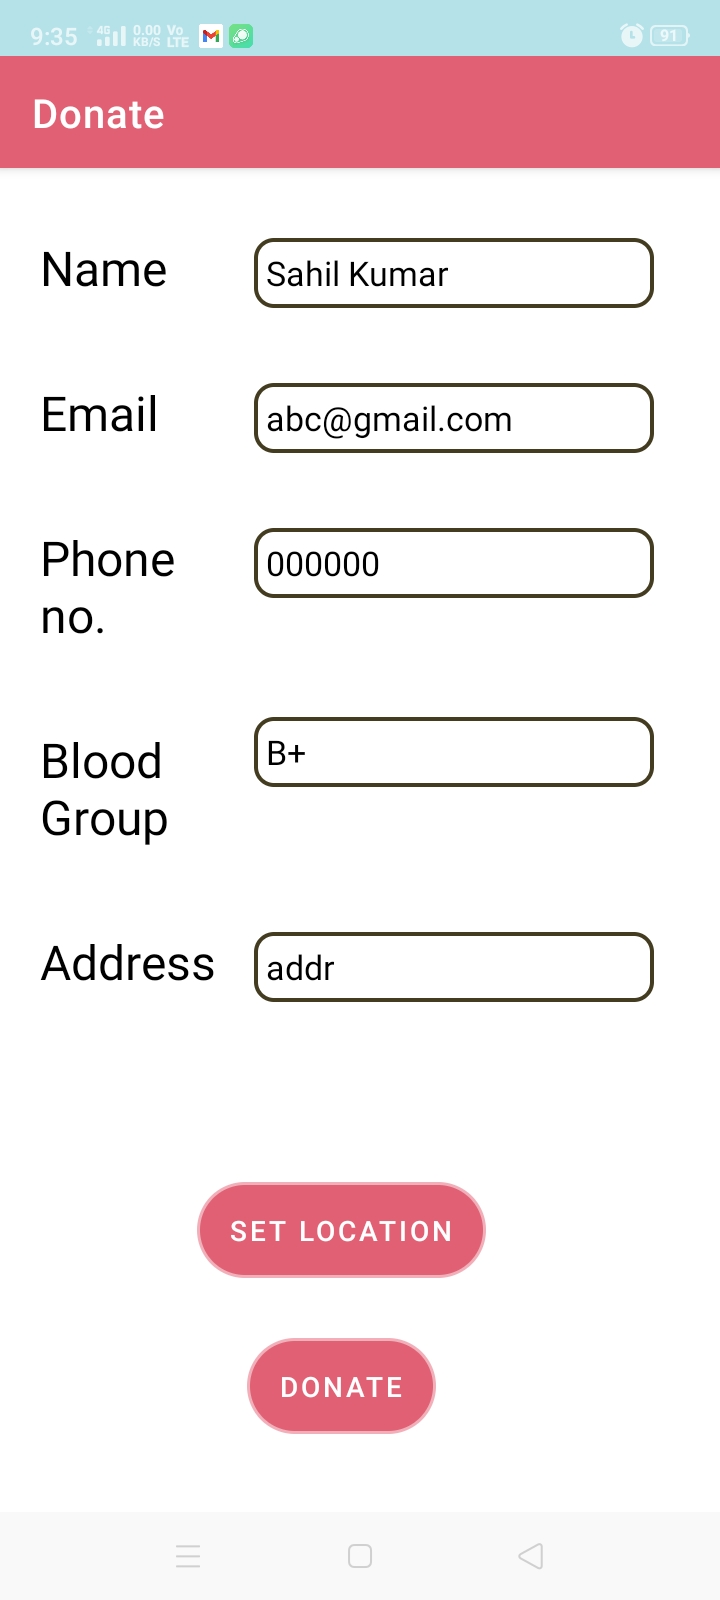 9:35 4G 0.00 KB/S Vo LTE 91
Donate
Name Sahil Kumar
Email abc@gmail.com
Phone no. 000000
Blood Group B+
Address addr
SET LOCATION
DONATE